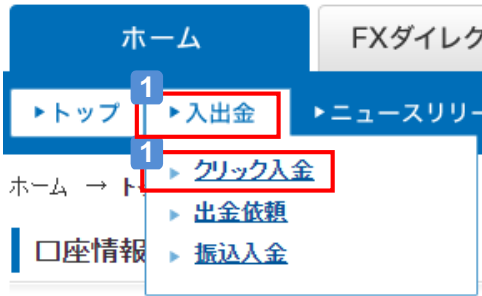 ホーム FXダイレク
1
▶トップ ▶入出金 ▶ニュースリリー
1
▶ クリック入金
ホーム → ト
▶ 出金依頼
口座情報
▶ 振込入金